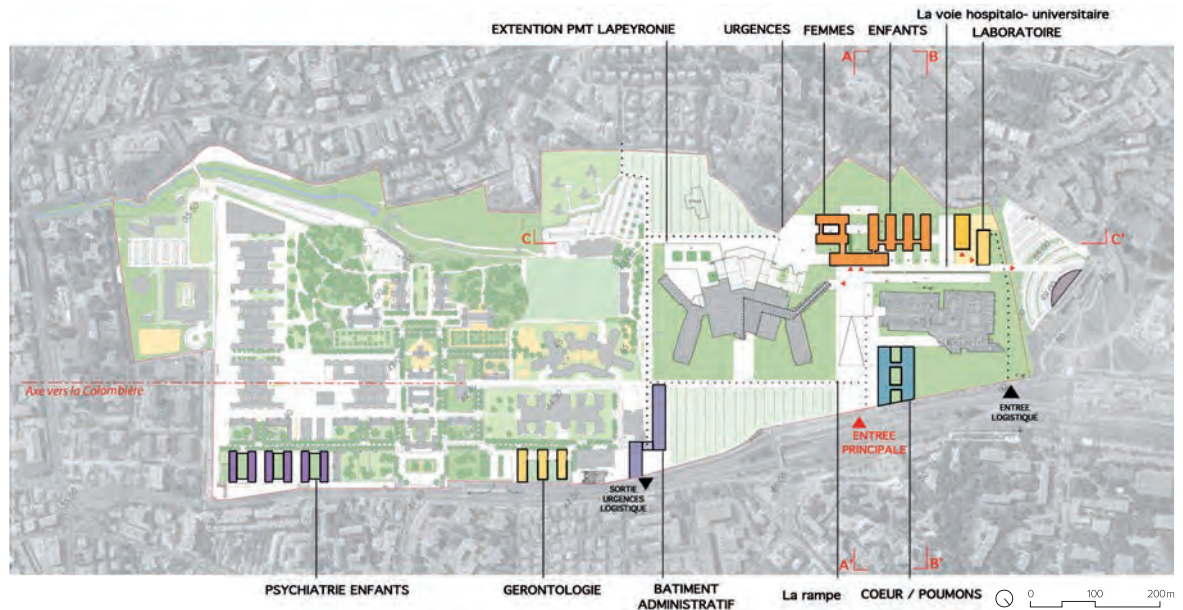 La voie hospitalo- universitaire
EXTENTION PMT LAPEYRONIE
URGENCES
FEMMES
ENFANTS
LABORATOIRE
A
B
C
C'
Axe vers la Colombière
ENTREE
LOGISTIQUE
ENTREE
PRINCIPALE
SORTIE
URGENCES
LOGISTIQUE
A'
B'
PSYCHIATRIE ENFANTS
GERONTOLOGIE
BATIMENT
ADMINISTRATIF
La rampe
COEUR / POUMONS
0
100
200m